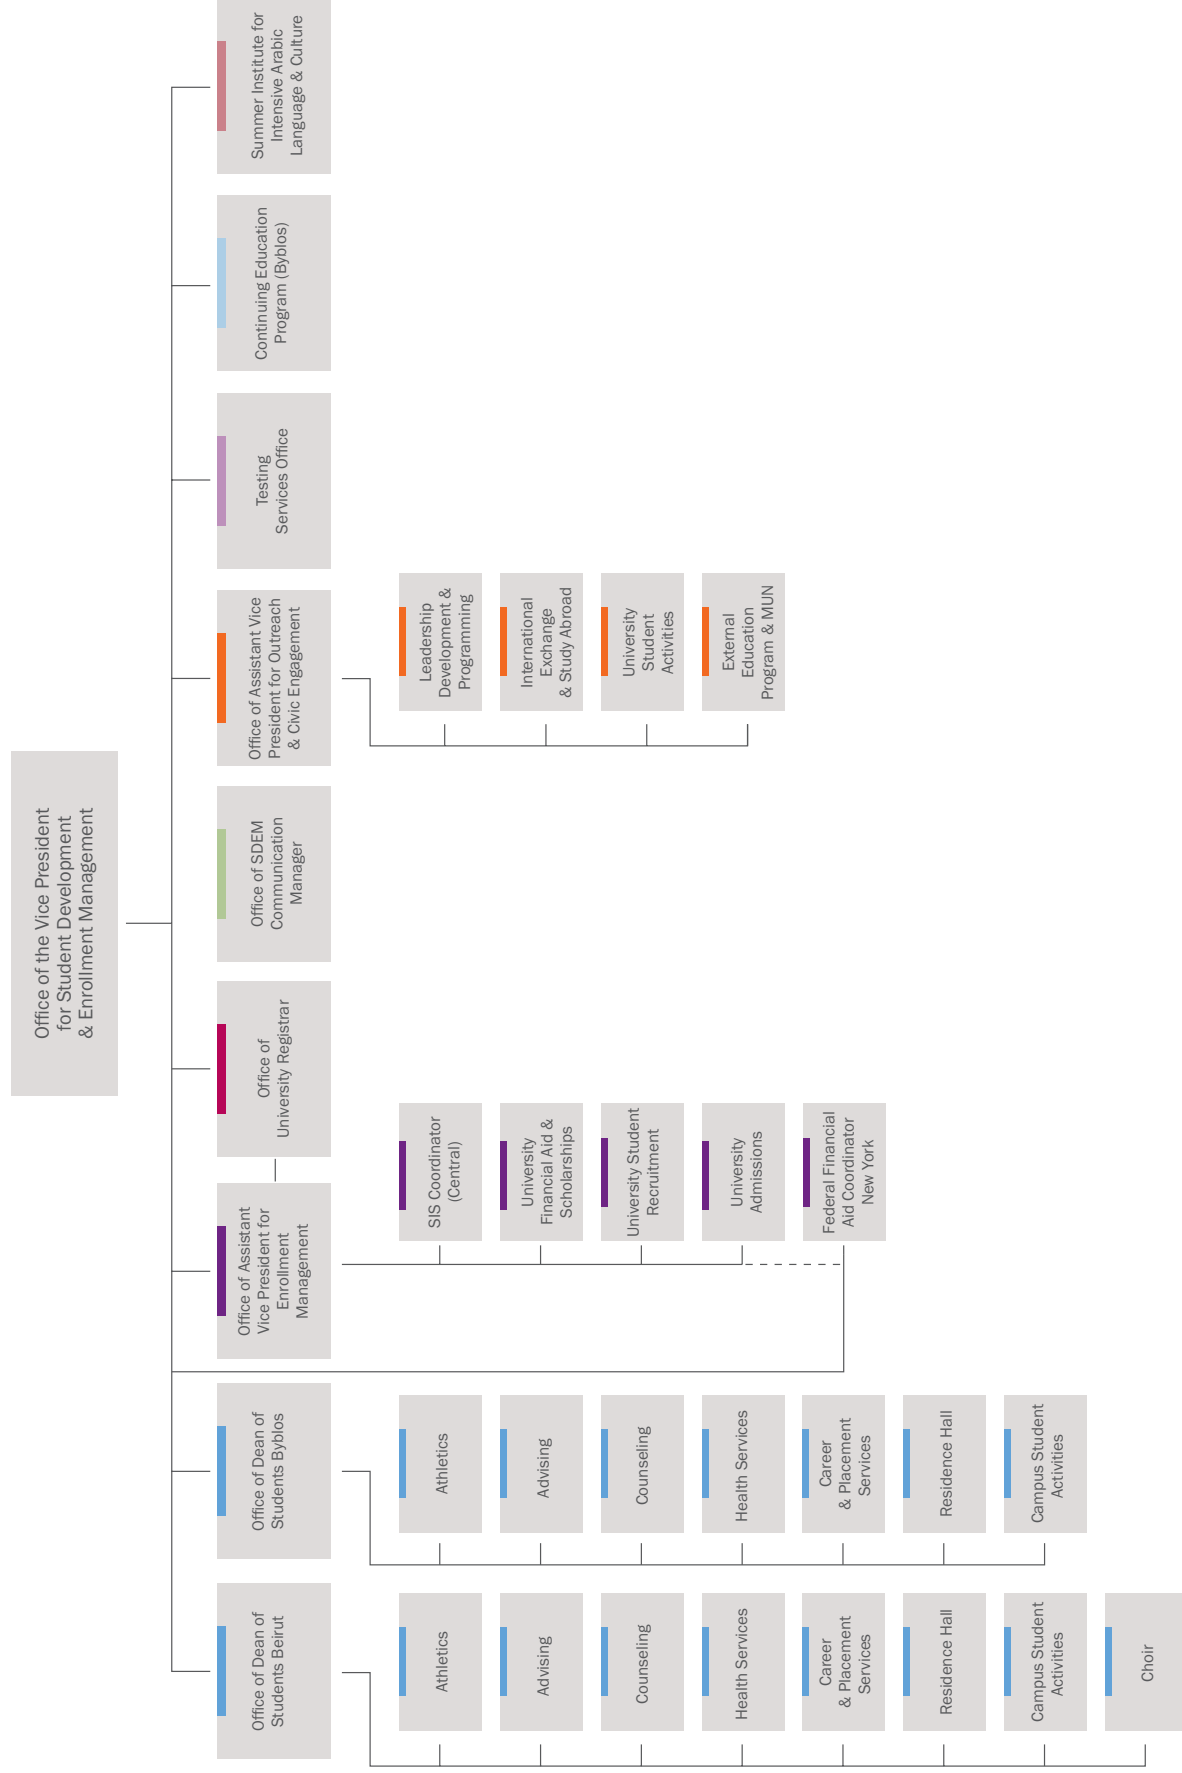 Office of the Vice President
for Student Development
& Enrollment Management
Office of Dean of
Students Beirut
Office of Dean of
Students Byblos
Office of Assistant
Vice President for
Enrollment
Management
Office of
University Registrar
Office of SDEM
Communication
Manager
Office of Assistant Vice
President for Outreach
& Civic Engagement
Testing
Services Office
Continuing Education
Program (Byblos)
Summer Institute for
Intensive Arabic
Language & Culture
Athletics
Advising
Counseling
Health Services
Career
& Placement
Services
Residence Hall
Campus Student
Activities
Choir
Athletics
Advising
Counseling
Health Services
Career
& Placement
Services
Residence Hall
Campus Student
Activities
SIS Coordinator
(Central)
University
Financial Aid &
Scholarships
University Student
Recruitment
University
Admissions
Federal Financial
Aid Coordinator
New York
Leadership
Development &
Programming
International
Exchange
& Study Abroad
University
Student
Activities
External
Education
Program & MUN